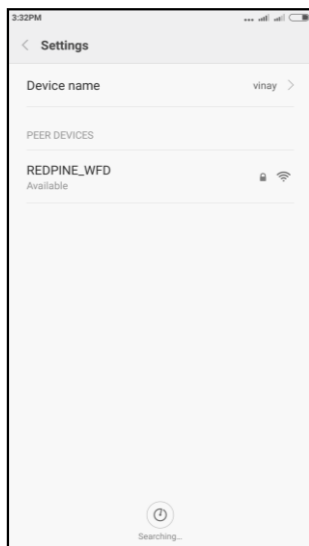 3:32PM
Settings
Device name
vinay
PEER DEVICES
REDPINE_WFD
Available
Searching...